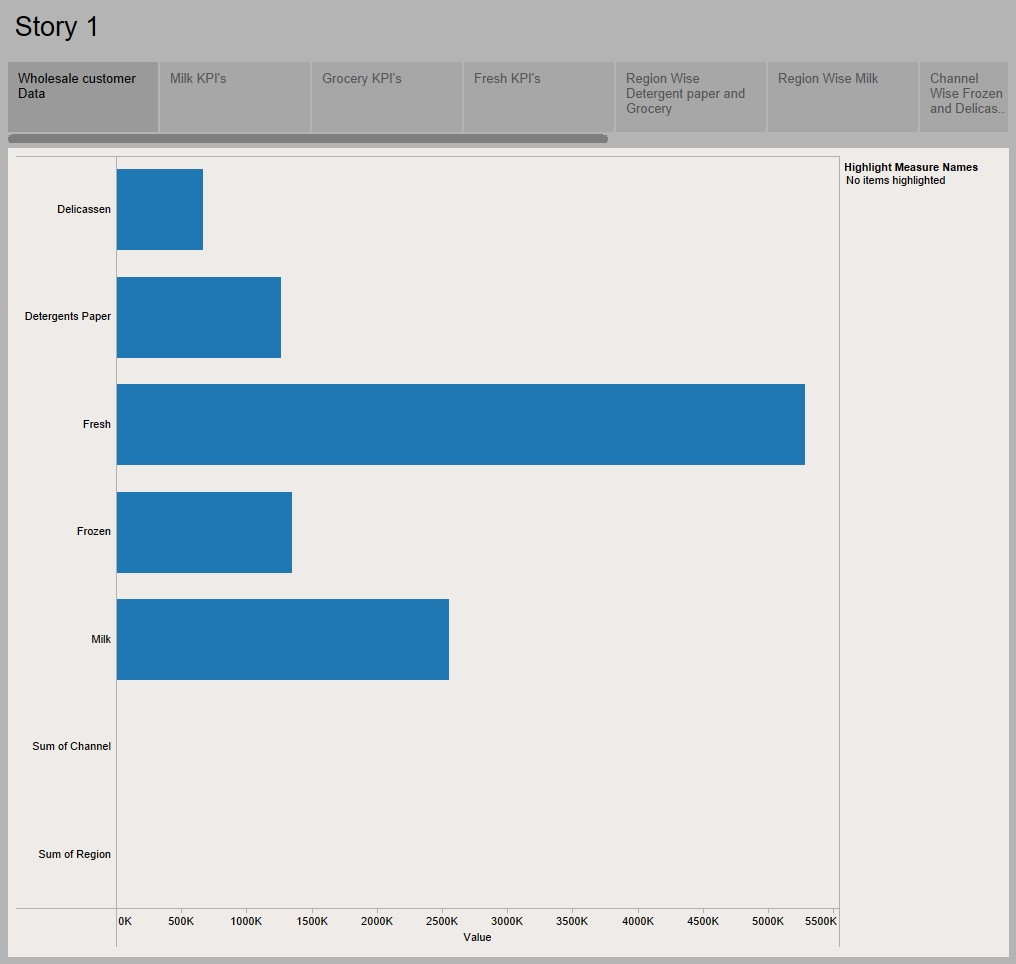 Story 1
Wholesale customer
Data
Milk KPI's
Grocery KPI's
Fresh KPI's
Region Wise
Detergent paper and
Grocery
Region Wise Milk
Channel
Wise Frozen
and Delicas..
Highlight Measure Names
No items highlighted
Delicassen
Detergents Paper
Fresh
Frozen
Milk
Sum of Channel
Sum of Region
0K 500K 1000K 1500K 2000K 2500K 3000K 3500K 4000K 4500K 5000K 5500K
Value